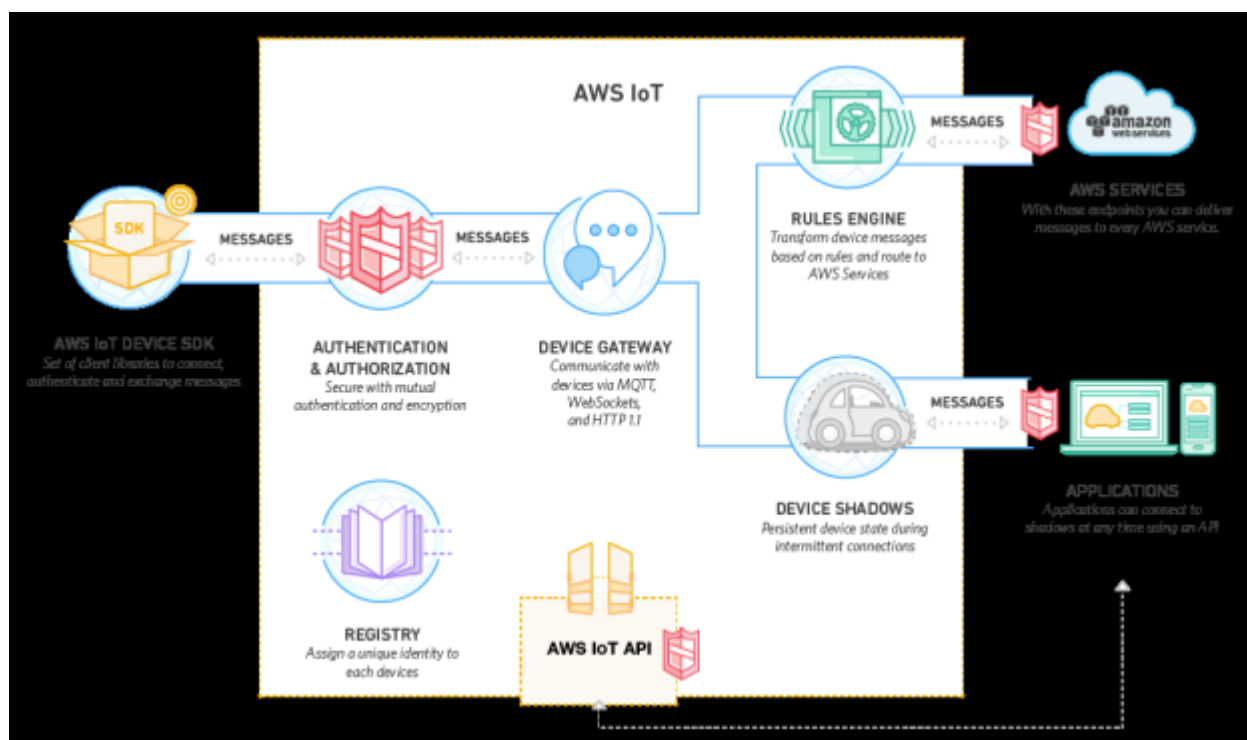 AWS IoT
SDK
MESSAGES
MESSAGES
MESSAGES
amazon
webservices
AWS SERVICES
With these endpoints you can deliver
messages to every AWS service.
RULES ENGINE
Transform device messages
based on rules and route to
AWS Services
AWS IoT DEVICE SDK
Set of client libraries to connect,
authenticate and exchange messages
AUTHENTICATION
& AUTHORIZATION
Secure with mutual
authentication and encryption
DEVICE GATEWAY
Communicate with
devices via MQTT,
WebSockets,
and HTTP 1.1
MESSAGES
DEVICE SHADOWS
Persistent device state during
intermittent connections
APPLICATIONS
Applications can connect to
shadows at any time using an API
REGISTRY
Assign a unique identity to
each devices
AWS IoT API